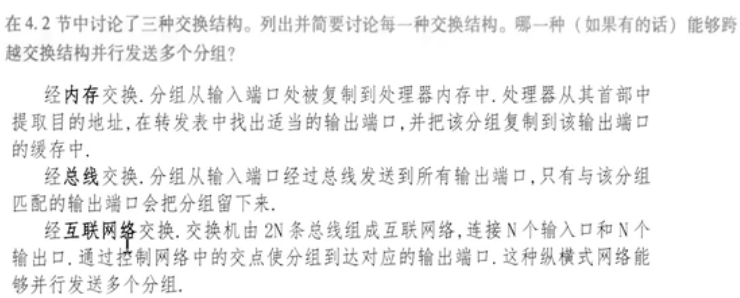 在4.2节中讨论了三种交换结构。列出并简要讨论每一种交换结构。哪一种（如果有的话）能够跨
越交换结构并行发送多个分组？
经内存交换.分组从输入端口处被复制到处理器内存中.处理器从其首部中
提取目的地址,在转发表中找出适当的输出端口,并把该分组复制到该输出端口
的缓存中.
经总线交换.分组从输入端口经过总线发送到所有输出端口,只有与该分组
匹配的输出端口会把分组留下来.
经互联网络交换.交换机由 2N 条总线组成互联网络,连接 N 个输入口和 N 个
输出口.通过控制网络中的交点使分组到达对应的输出端口.这种纵横式网络能
够并行发送多个分组.